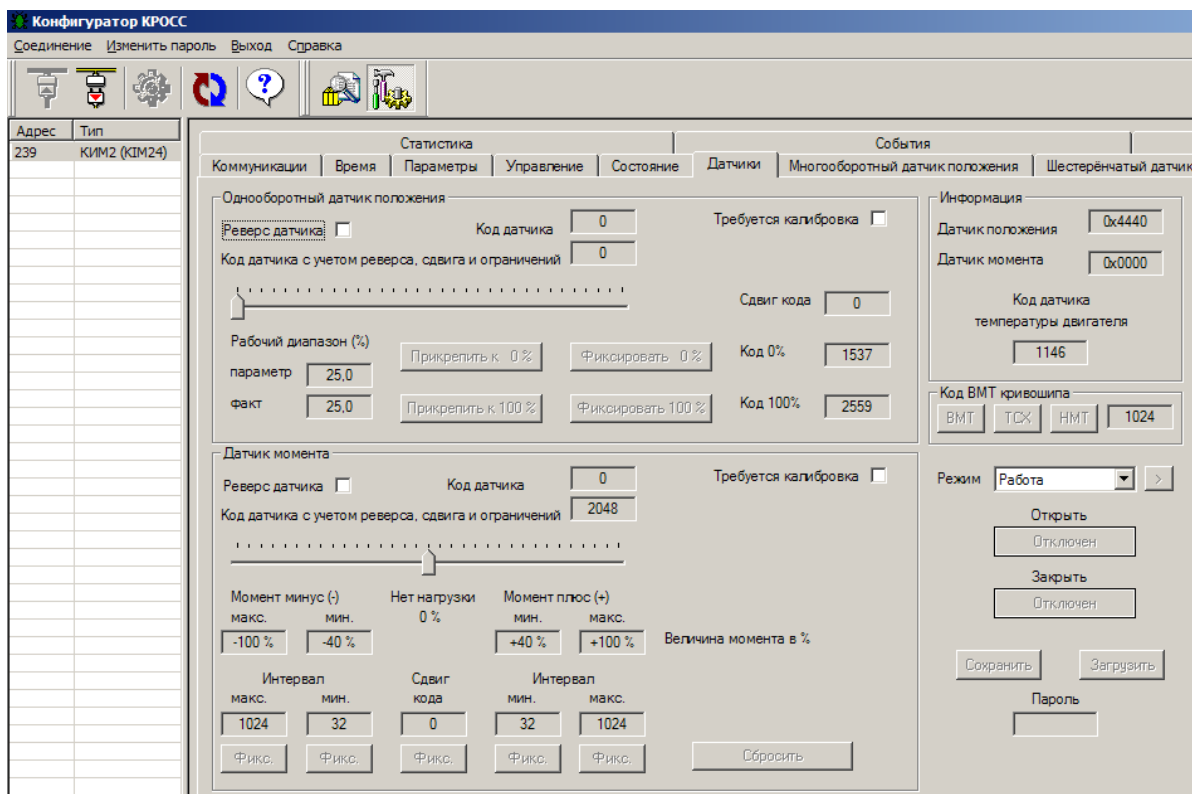 Конфигуратор КРОСС
Соединение Изменить пароль Выход Справка
Адрес Тип
239 КИМ2 (KIM24)
Статистика События
Коммуникации Время Параметры Управление Состояние Датчики Многооборотный датчик положения Шестерёнчатый датчик
Однооборотный датчик положения
Реверс датчика Код датчика 0 Требуется калибровка
Код датчика с учетом реверса, сдвига и ограничений 0
Сдвиг кода 0
Рабочий диапазон (%)
Прикрепить к 0 % Фиксировать 0 % Код 0% 1537
параметр 25,0
факт 25,0 Прикрепить к 100 % Фиксировать 100 % Код 100% 2559
Информация
Датчик положения 0x4440
Датчик момента 0x0000
Код датчика
температуры двигателя
1146
Код ВМТ кривошипа
ВМТ ТСХ НМТ 1024
Датчик момента
Реверс датчика Код датчика 0 Требуется калибровка
Код датчика с учетом реверса, сдвига и ограничений 2048
Момент минус (-) Нет нагрузки Момент плюс (+)
макс. мин. 0 % мин. макс.
-100 % -40 % +40 % +100 % Величина момента в %
Интервал Сдвиг Интервал
макс. мин. кода мин. макс.
1024 32 0 32 1024
Фикс. Фикс. Фикс. Фикс. Фикс. Сбросить
Режим Работа >
Открыть
Отключен
Закрыть
Отключен
Сохранить Загрузить
Пароль